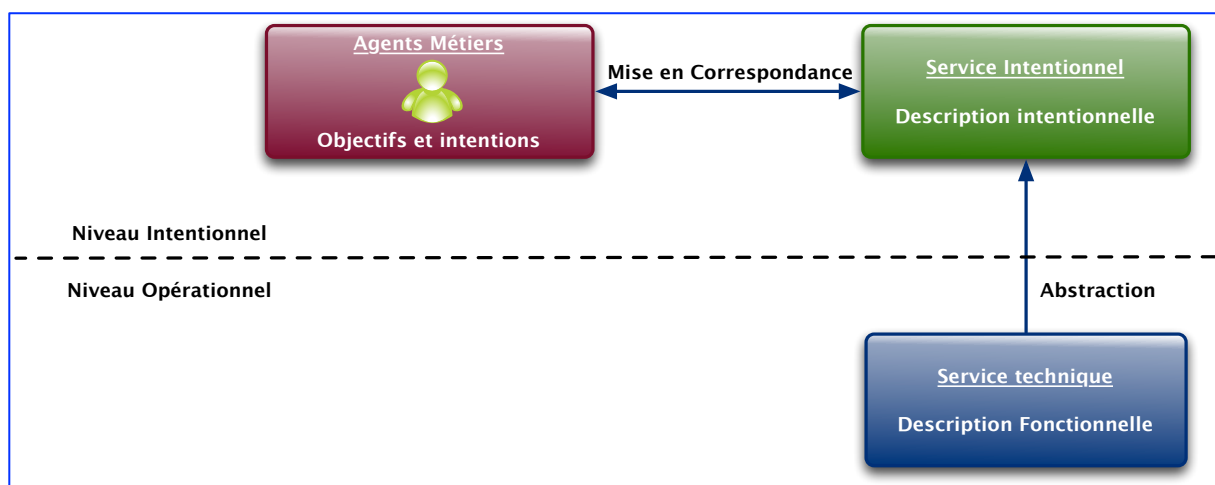 Agents Métiers
Objectifs et intentions
Mise en Correspondance
Service Intentionnel
Description intentionnelle
Niveau Intentionnel
Niveau Opérationnel
Abstraction
Service technique
Description Fonctionnelle